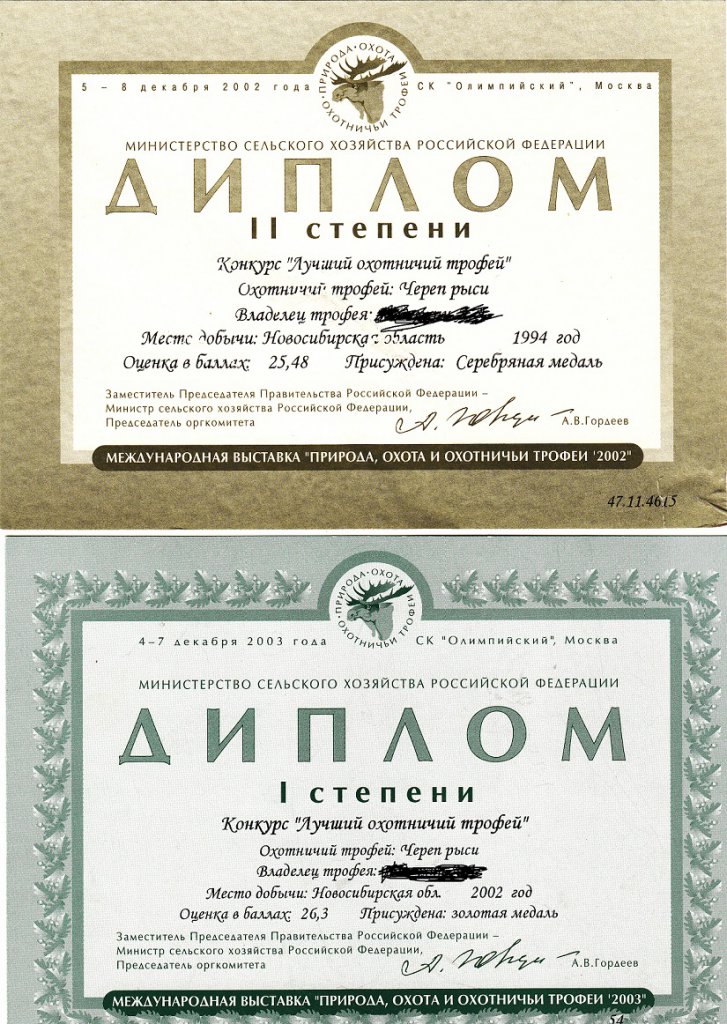 ПРИРОДА · ОХОТА И
ОХОТНИЧЬИ ТРОФЕИ
5 – 8 декабря 2002 года СК "Олимпийский", Москва
МИНИСТЕРСТВО СЕЛЬСКОГО ХОЗЯЙСТВА РОССИЙСКОЙ ФЕДЕРАЦИИ
ДИПЛОМ
II степени
Конкурс "Лучший охотничий трофей"
Охотничий трофей: Череп рыси
Владелец трофея:
Место добычи: Новосибирская область 1994 год
Оценка в баллах: 25,48 Присуждена: Серебряная медаль
Заместитель Председателя Правительства Российской Федерации –
Министр сельского хозяйства Российской Федерации,
Председатель оргкомитета А.В.Гордеев
МЕЖДУНАРОДНАЯ ВЫСТАВКА "ПРИРОДА, ОХОТА И ОХОТНИЧЬИ ТРОФЕИ '2002"
47.11.4615
ПРИРОДА · ОХОТА И
ОХОТНИЧЬИ ТРОФЕИ
4–7 декабря 2003 года СК "Олимпийский", Москва
МИНИСТЕРСТВО СЕЛЬСКОГО ХОЗЯЙСТВА РОССИЙСКОЙ ФЕДЕРАЦИИ
ДИПЛОМ
I степени
Конкурс "Лучший охотничий трофей"
Охотничий трофей: Череп рыси
Владелец трофея:
Место добычи: Новосибирская обл. 2002 год
Оценка в баллах: 26,3 Присуждена: золотая медаль
Заместитель Председателя Правительства Российской Федерации –
Министр сельского хозяйства Российской Федерации,
Председатель оргкомитета А.В.Гордеев
МЕЖДУНАРОДНАЯ ВЫСТАВКА "ПРИРОДА, ОХОТА И ОХОТНИЧЬИ ТРОФЕИ '2003"
54